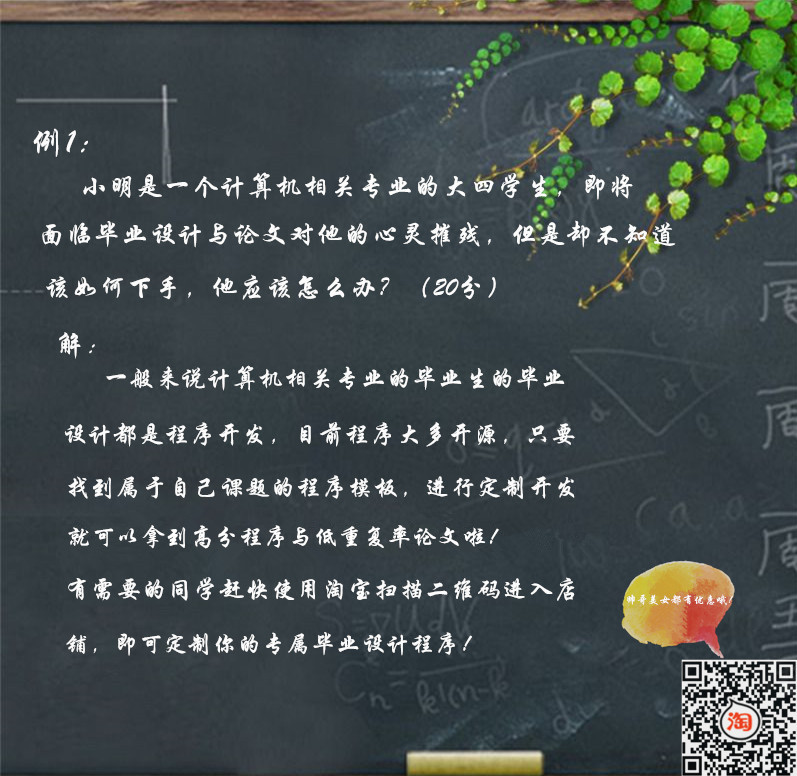 例1：
小明是一个计算机相关专业的大四学生，即将
面临毕业设计与论文对他的心灵摧残，但是却不知道
该如何下手，他应该怎么办？（20分）
解：
一般来说计算机相关专业的毕业生的毕业
设计都是程序开发，目前程序大多开源，只要
找到属于自己课题的程序模板，进行定制开发
就可以拿到高分程序与低重复率论文啦！
有需要的同学赶快使用淘宝扫描二维码进入店
铺，即可定制你的专属毕业设计程序！
帅哥美女都有优惠哦！
淘